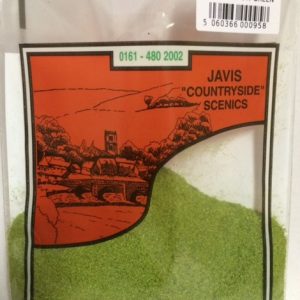 5 060366 000958
0161 - 480 2002
JAVIS
"COUNTRYSIDE"
SCENICS